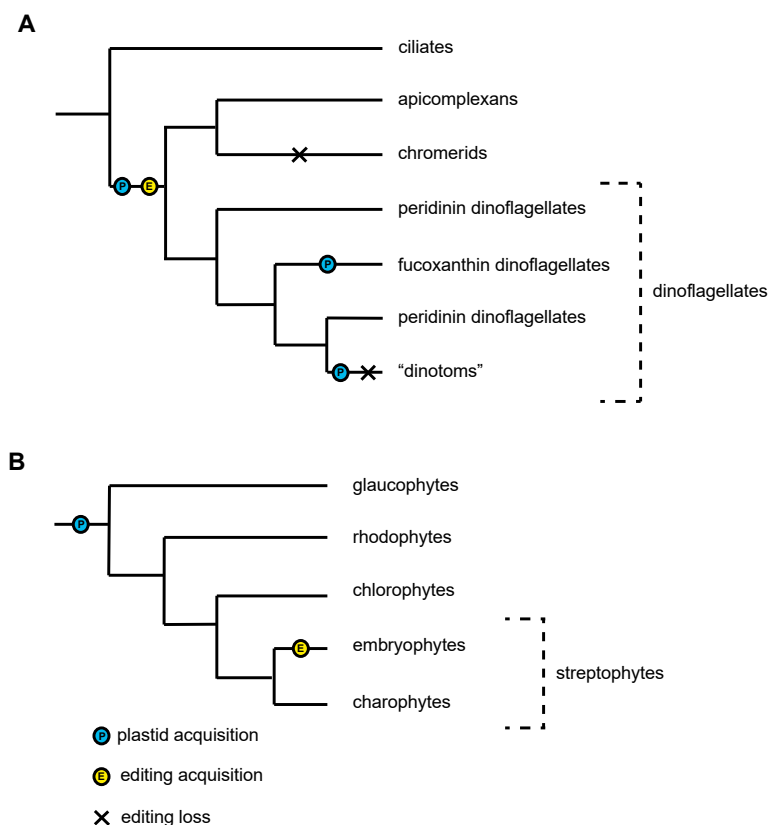 A
ciliates
apicomplexans
chromerids
P E
peridinin dinoflagellates
P
fucoxanthin dinoflagellates
dinoflagellates
peridinin dinoflagellates
P
“dinotoms”
B
glaucophytes
P
rhodophytes
chlorophytes
E
embryophytes
streptophytes
charophytes
P plastid acquisition
E editing acquisition
editing loss